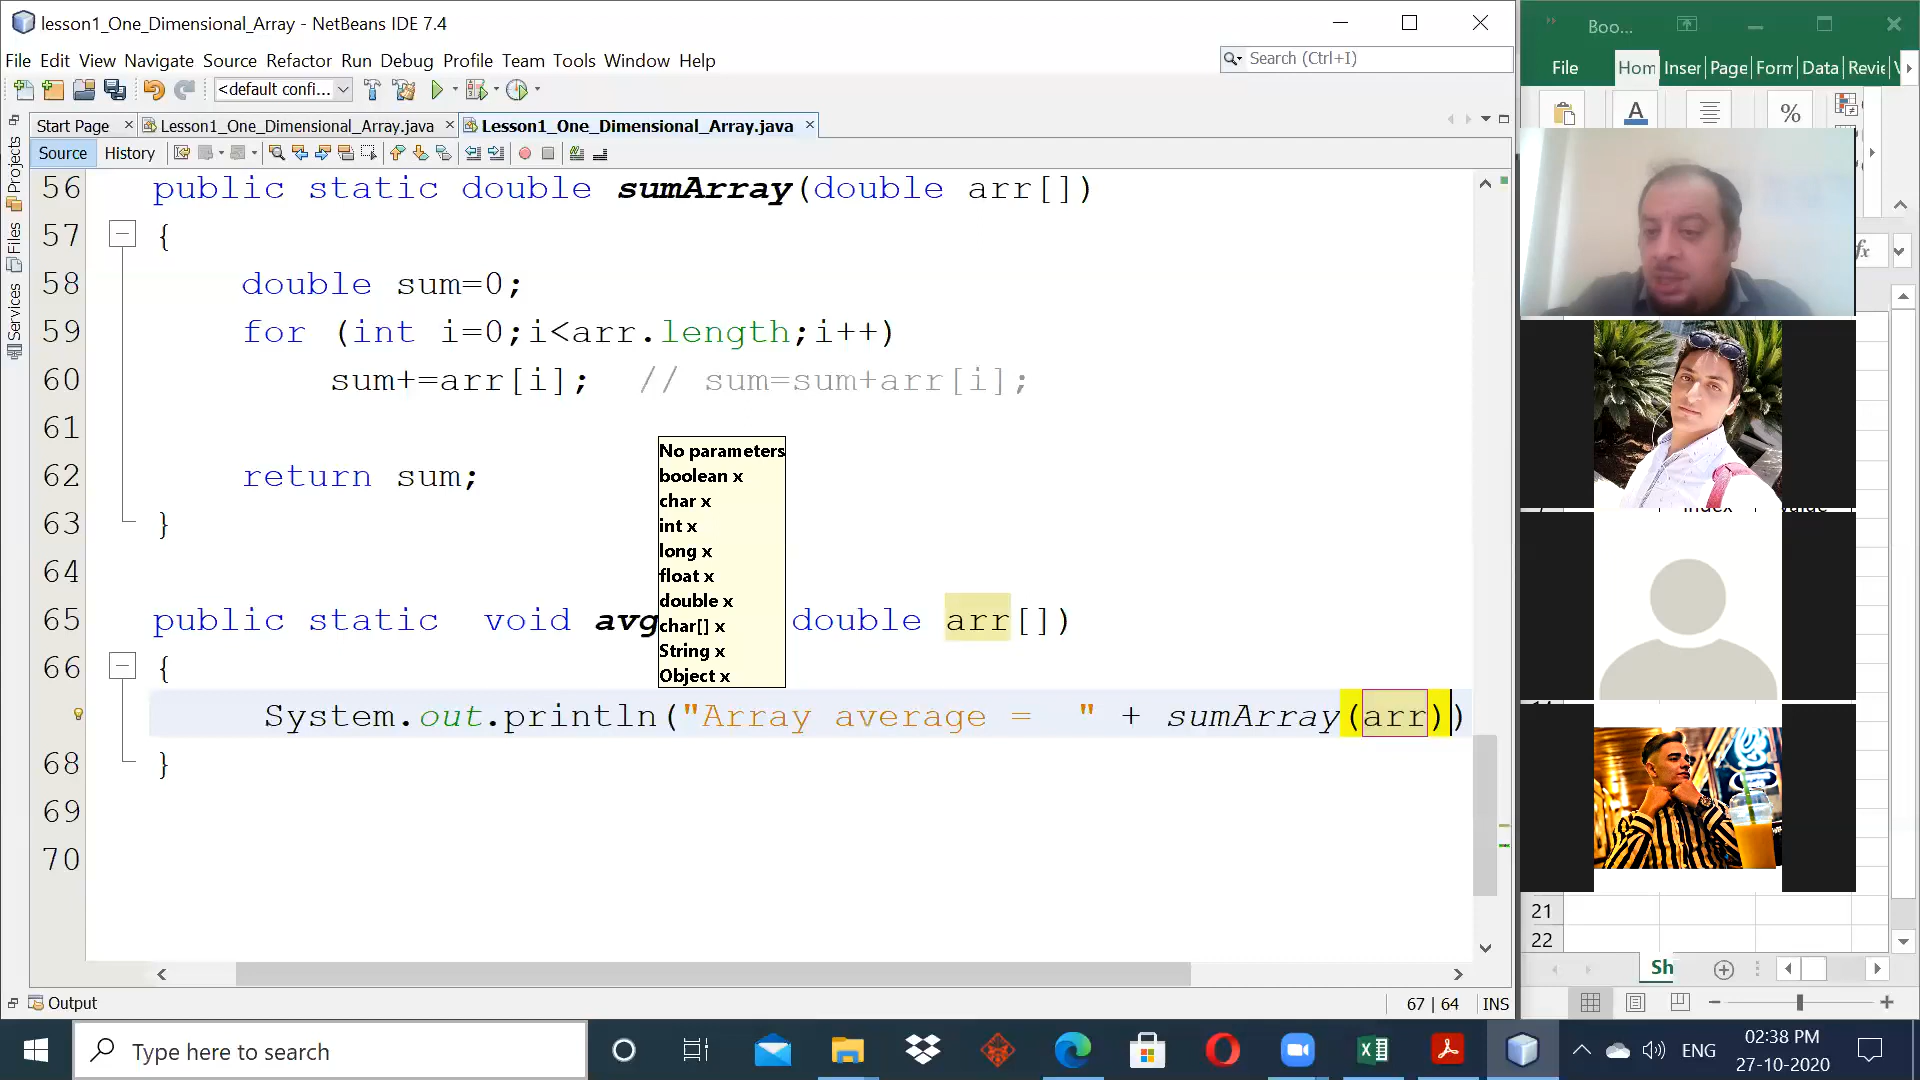 lesson1_One_Dimensional_Array - NetBeans IDE 7.4
File Edit View Navigate Source Refactor Run Debug Profile Team Tools Window Help
Search (Ctrl+I)
<default confi...
Start Page
Lesson1_One_Dimensional_Array.java
Lesson1_One_Dimensional_Array.java
Source
History
Projects
Files
Services
56 public static double sumArray(double arr[])
57 {
58 double sum=0;
59 for (int i=0;i<arr.length;i++)
60 sum+=arr[i]; // sum=sum+arr[i];
61
62 return sum;
63 }
64
65 public static void avg double arr[])
66 {
System.out.println("Array average = " + sumArray(arr))
68 }
69
70
No parameters
boolean x
char x
int x
long x
float x
double x
char[] x
String x
Object x
Output
67 | 64
INS
Boo...
File
Hom
Inser
Page
Form
Data
Revie
%
fx
21
22
Sh
Type here to search
ENG
02:38 PM
27-10-2020